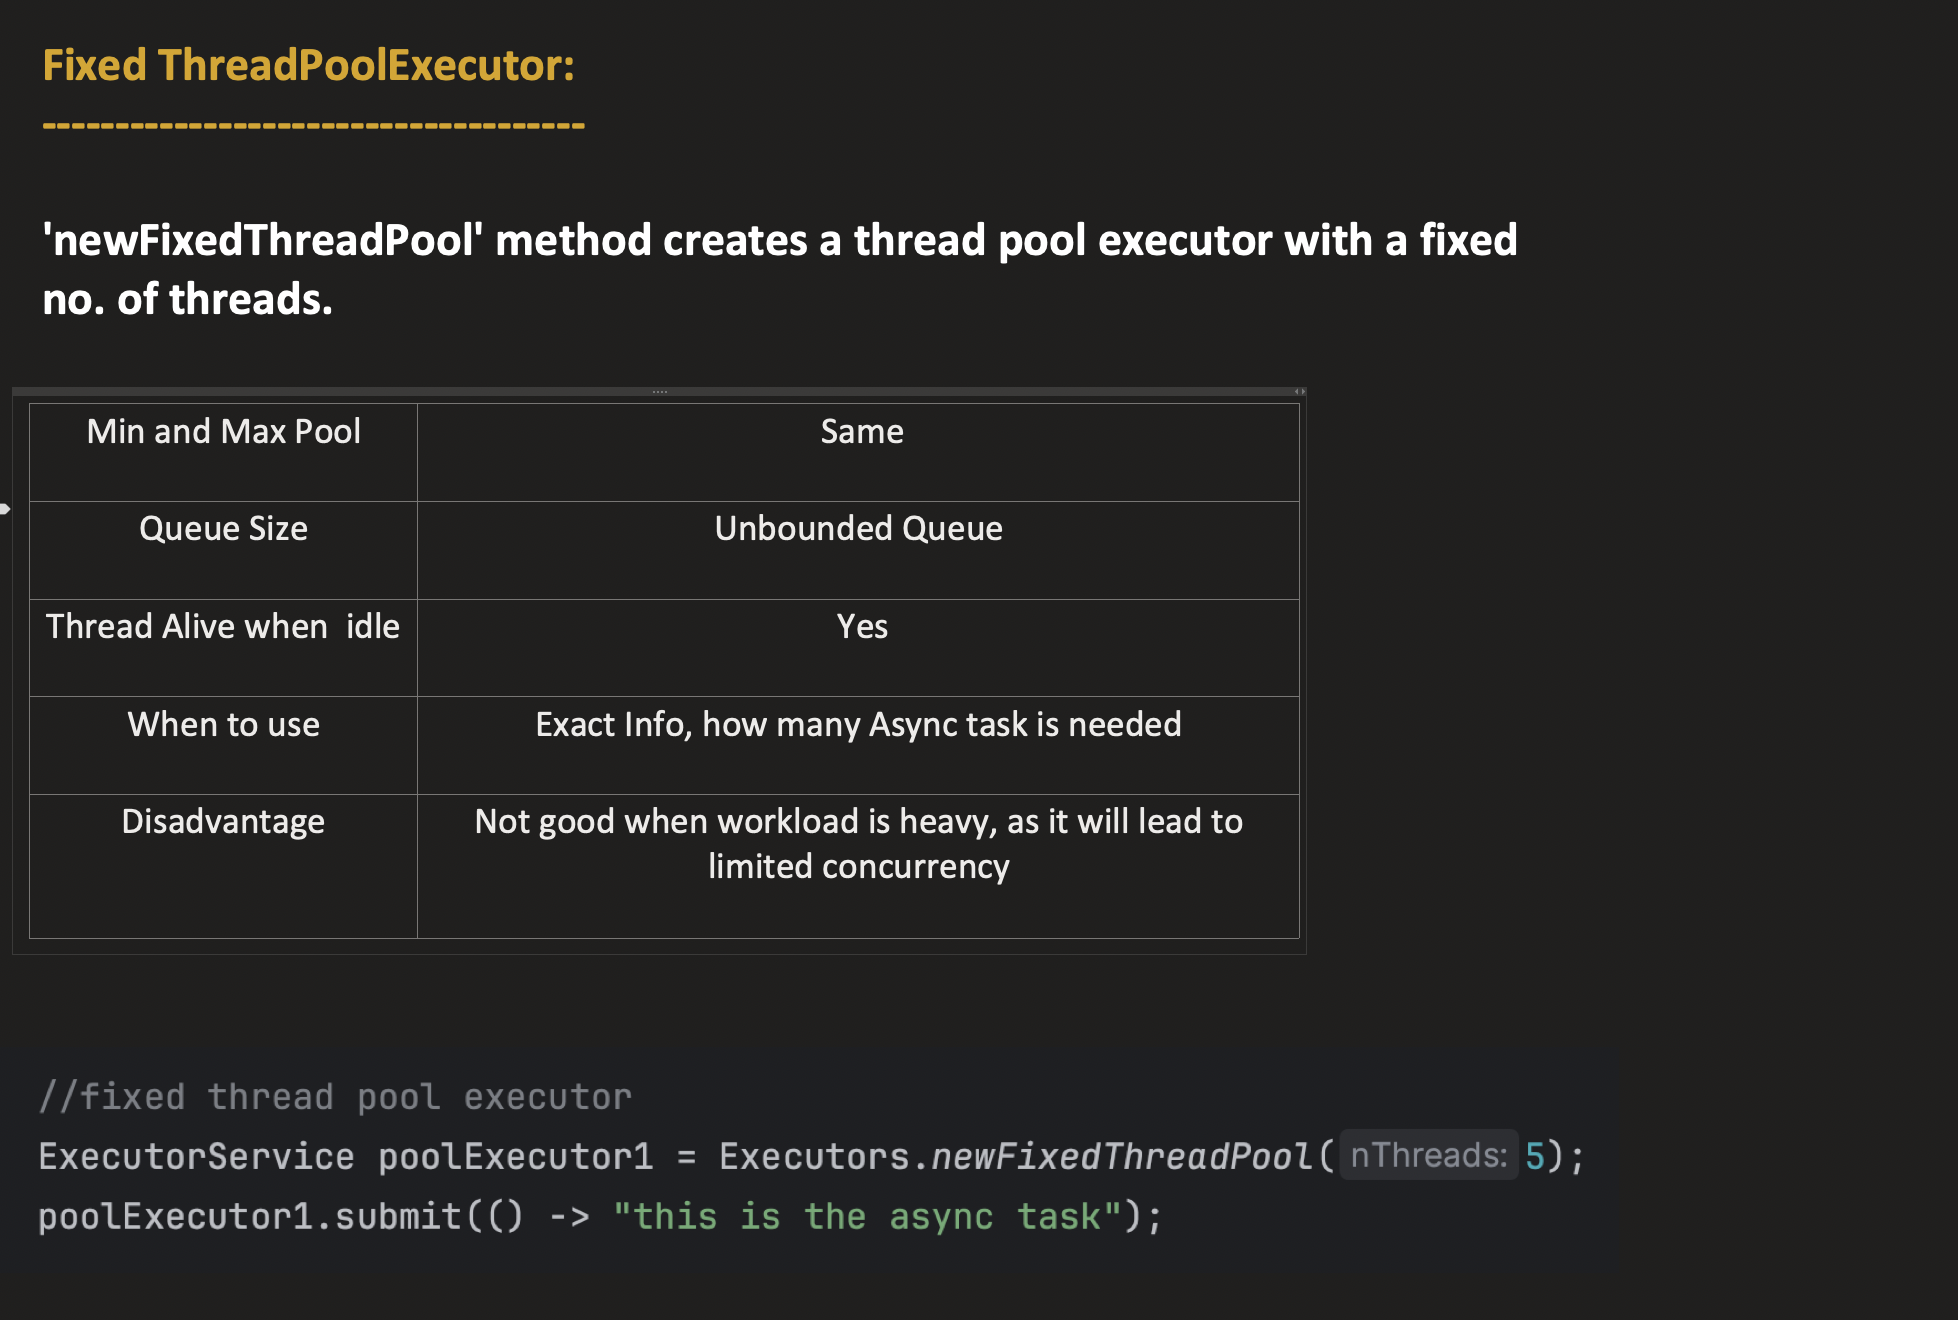 Fixed ThreadPoolExecutor:
-------------------------------------
'newFixedThreadPool' method creates a thread pool executor with a fixed
no. of threads.
Min and Max Pool
Same
Queue Size
Unbounded Queue
Thread Alive when  idle
Yes
When to use
Exact Info, how many Async task is needed
Disadvantage
Not good when workload is heavy, as it will lead to
limited concurrency
//fixed thread pool executor
ExecutorService poolExecutor1 = Executors.newFixedThreadPool( nThreads: 5);
poolExecutor1.submit(() -> "this is the async task");